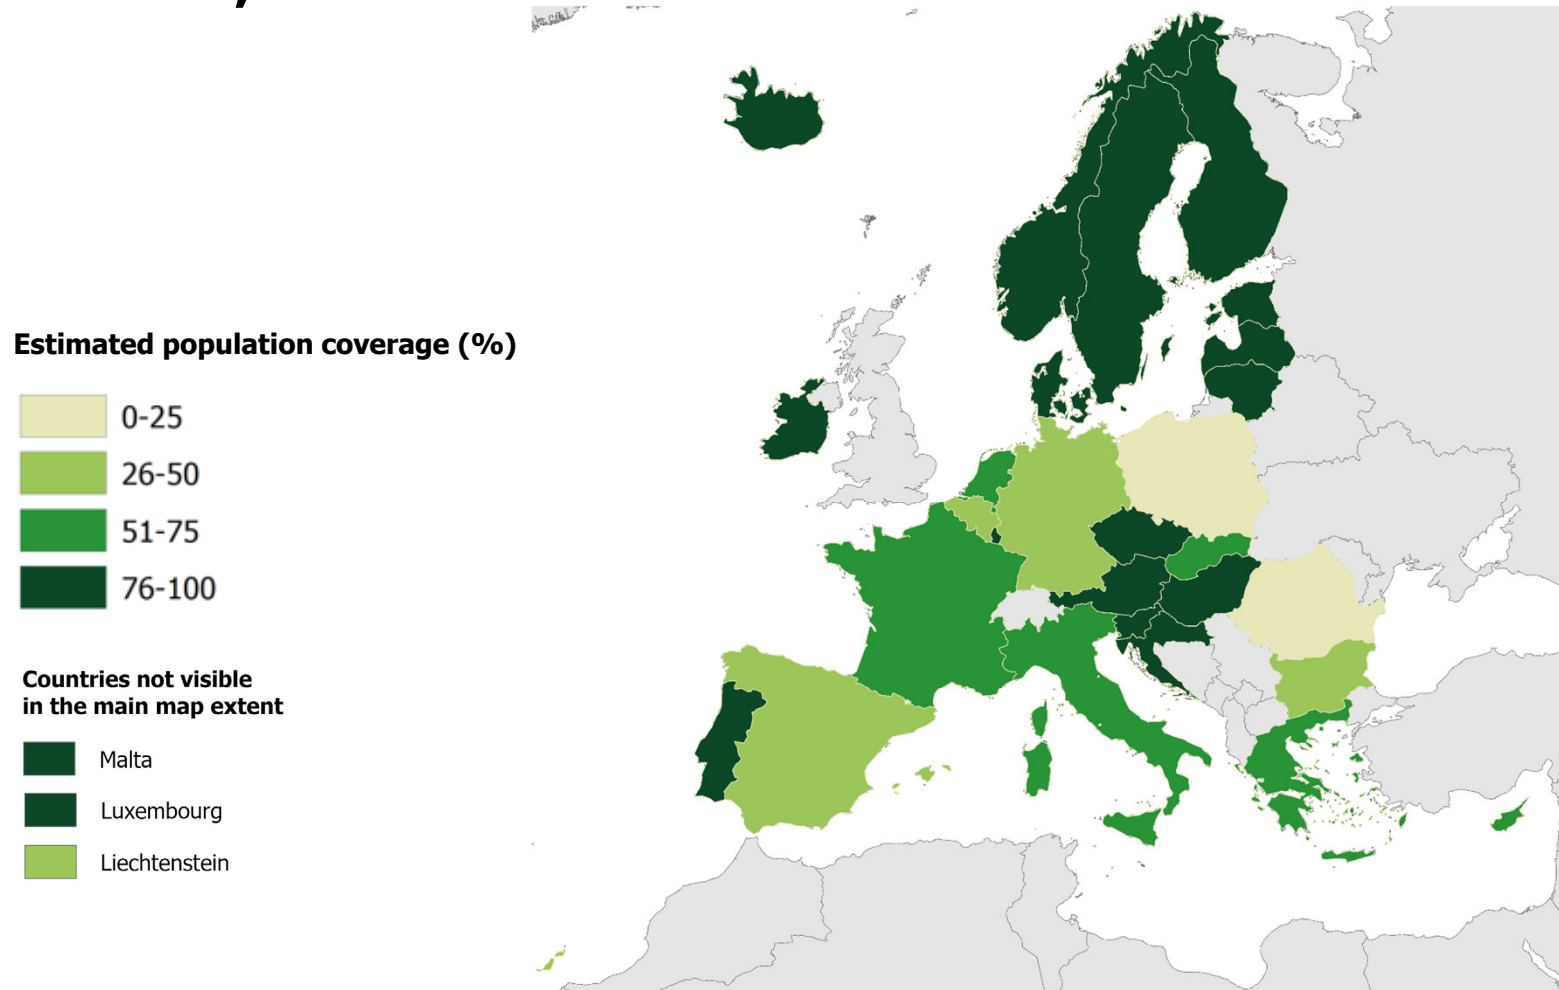 Estimated population coverage (%)
0-25
26-50
51-75
76-100
Countries not visible
in the main map extent
Malta
Luxembourg
Liechtenstein